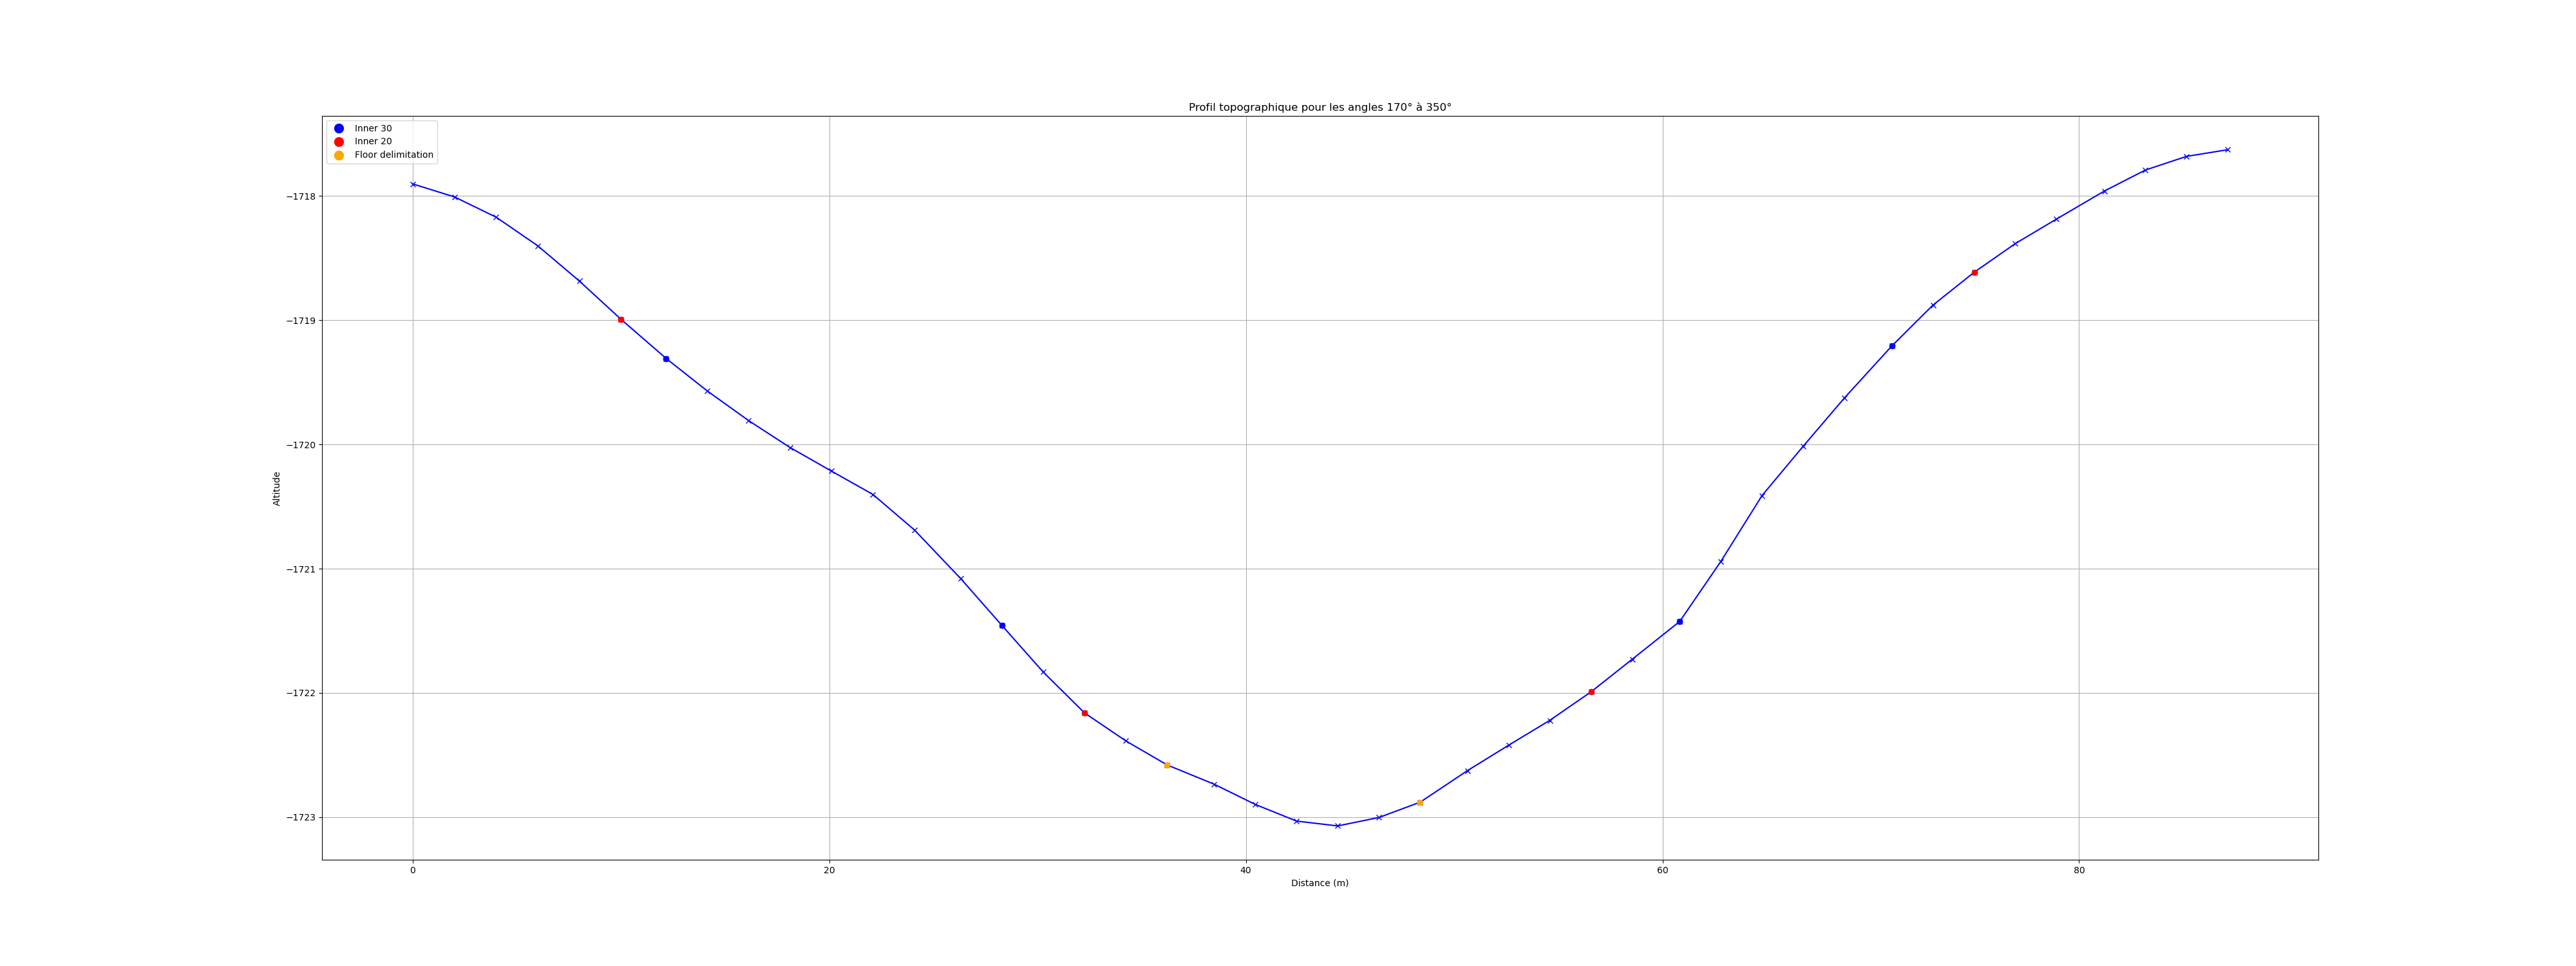 Profil topographique pour les angles 170° à 350°
Inner 30
Inner 20
Floor delimitation
−1718
−1719
−1720
−1721
−1722
−1723
Altitude
0 20 40 60 80
Distance (m)